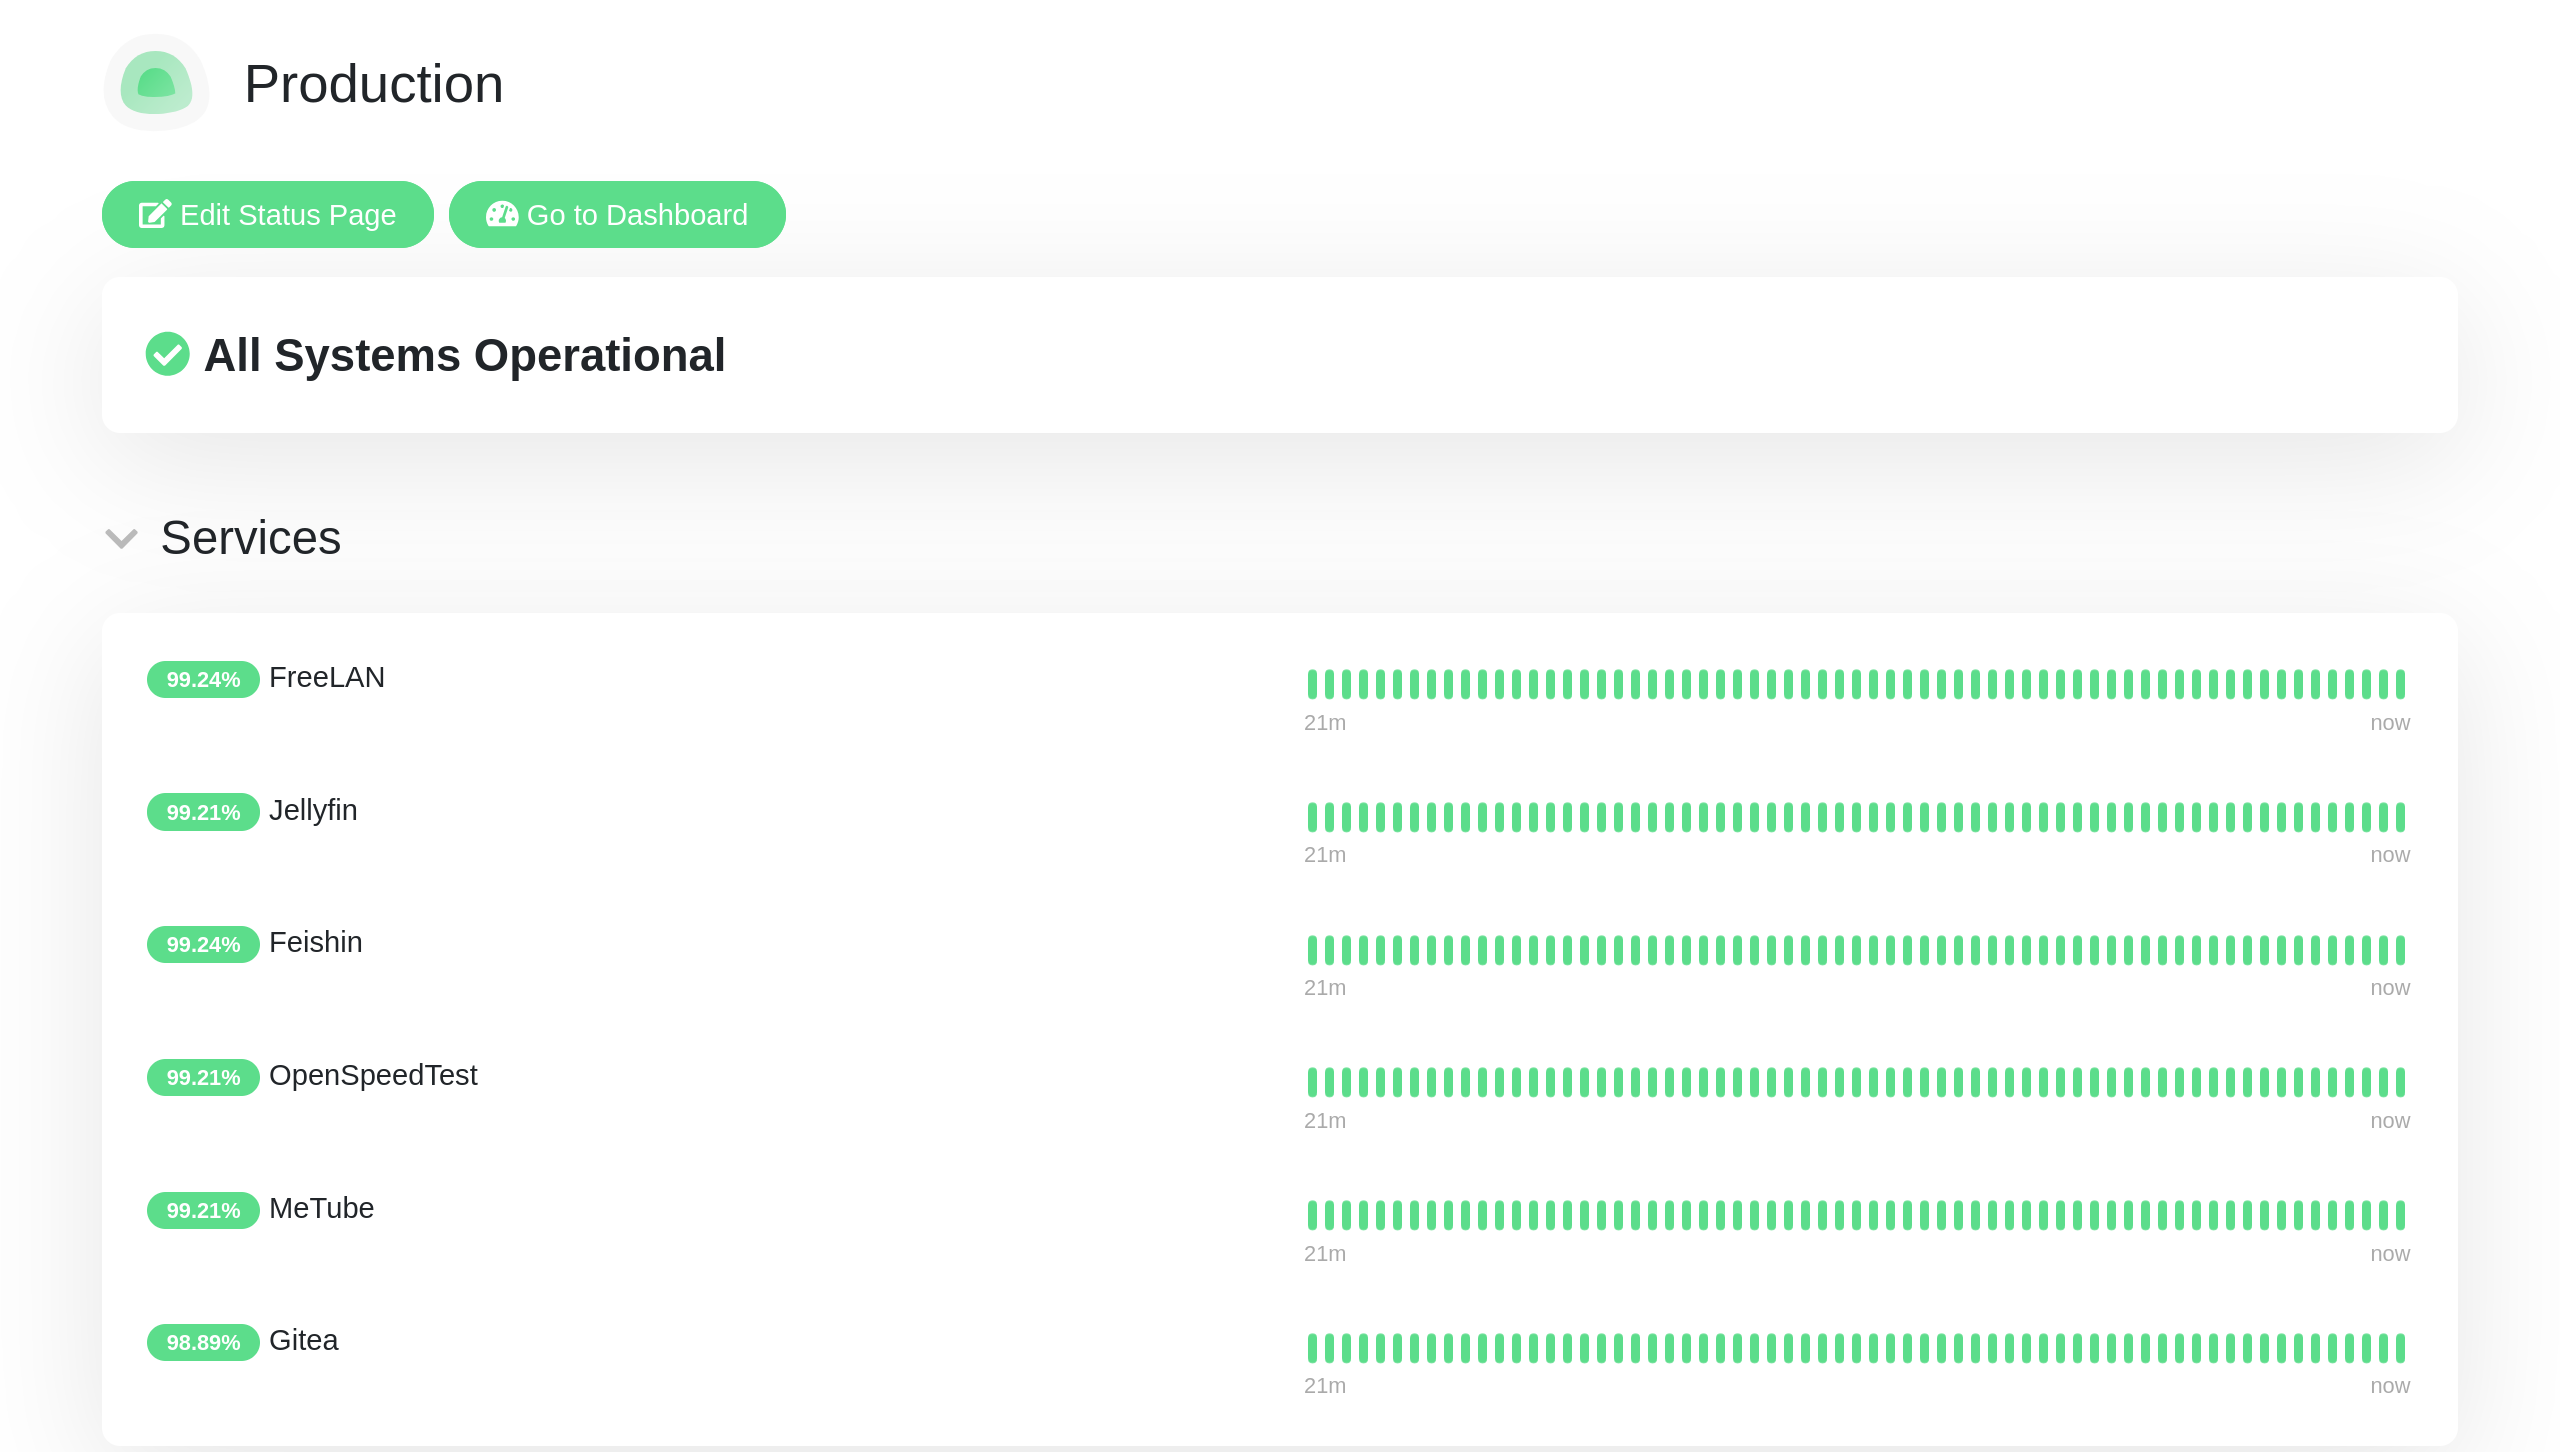 Production
Edit Status Page Go to Dashboard
All Systems Operational
Services
99.24% FreeLAN
21m now
99.21% Jellyfin
21m now
99.24% Feishin
21m now
99.21% OpenSpeedTest
21m now
99.21% MeTube
21m now
98.89% Gitea
21m now